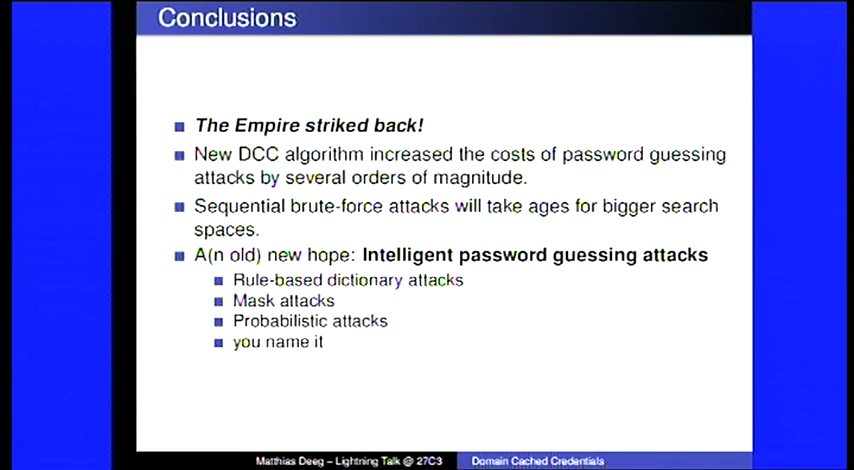 Conclusions
The Empire striked back!
New DCC algorithm increased the costs of password guessing
attacks by several orders of magnitude.
Sequential brute-force attacks will take ages for bigger search
spaces.
A(n old) new hope: Intelligent password guessing attacks
Rule-based dictionary attacks
Mask attacks
Probabilistic attacks
you name it
Matthias Deeg – Lightning Talk @ 27C3 Domain Cached Credentials